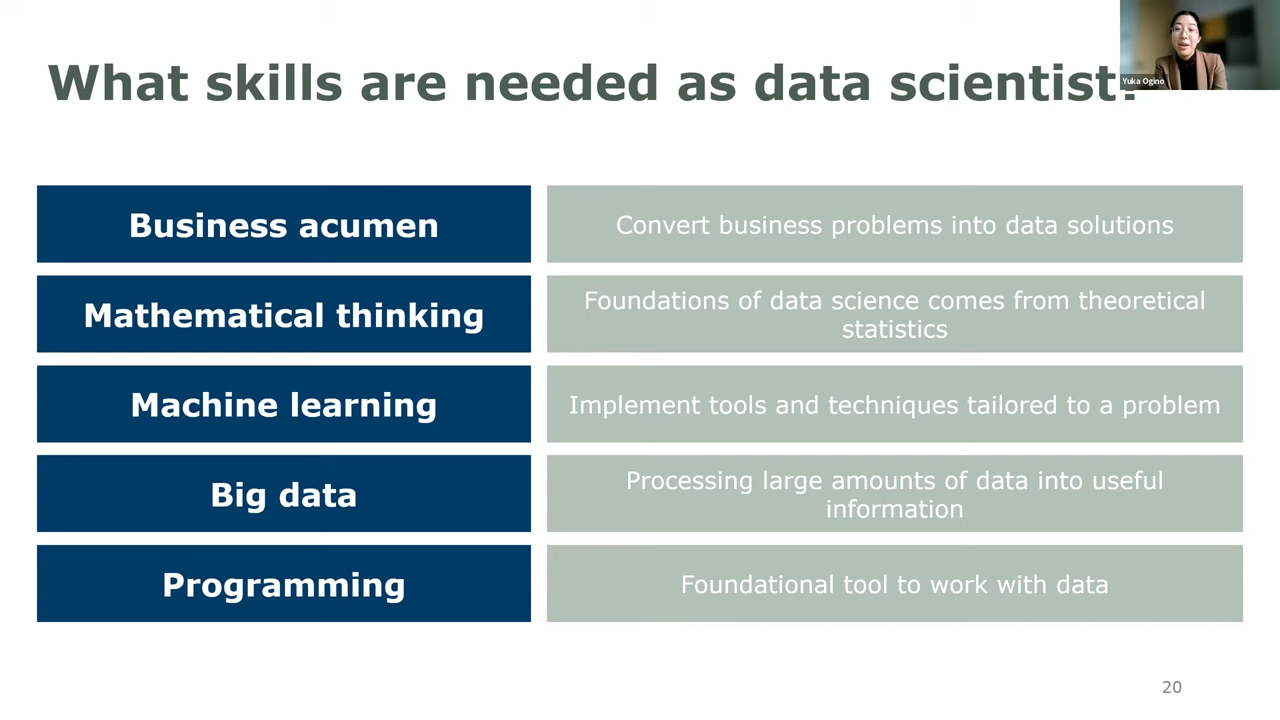 What skills are needed as data scientist?
Yuka Ogino
Business acumen
Convert business problems into data solutions
Mathematical thinking
Foundations of data science comes from theoretical
statistics
Machine learning
Implement tools and techniques tailored to a problem
Big data
Processing large amounts of data into useful
information
Programming
Foundational tool to work with data
20